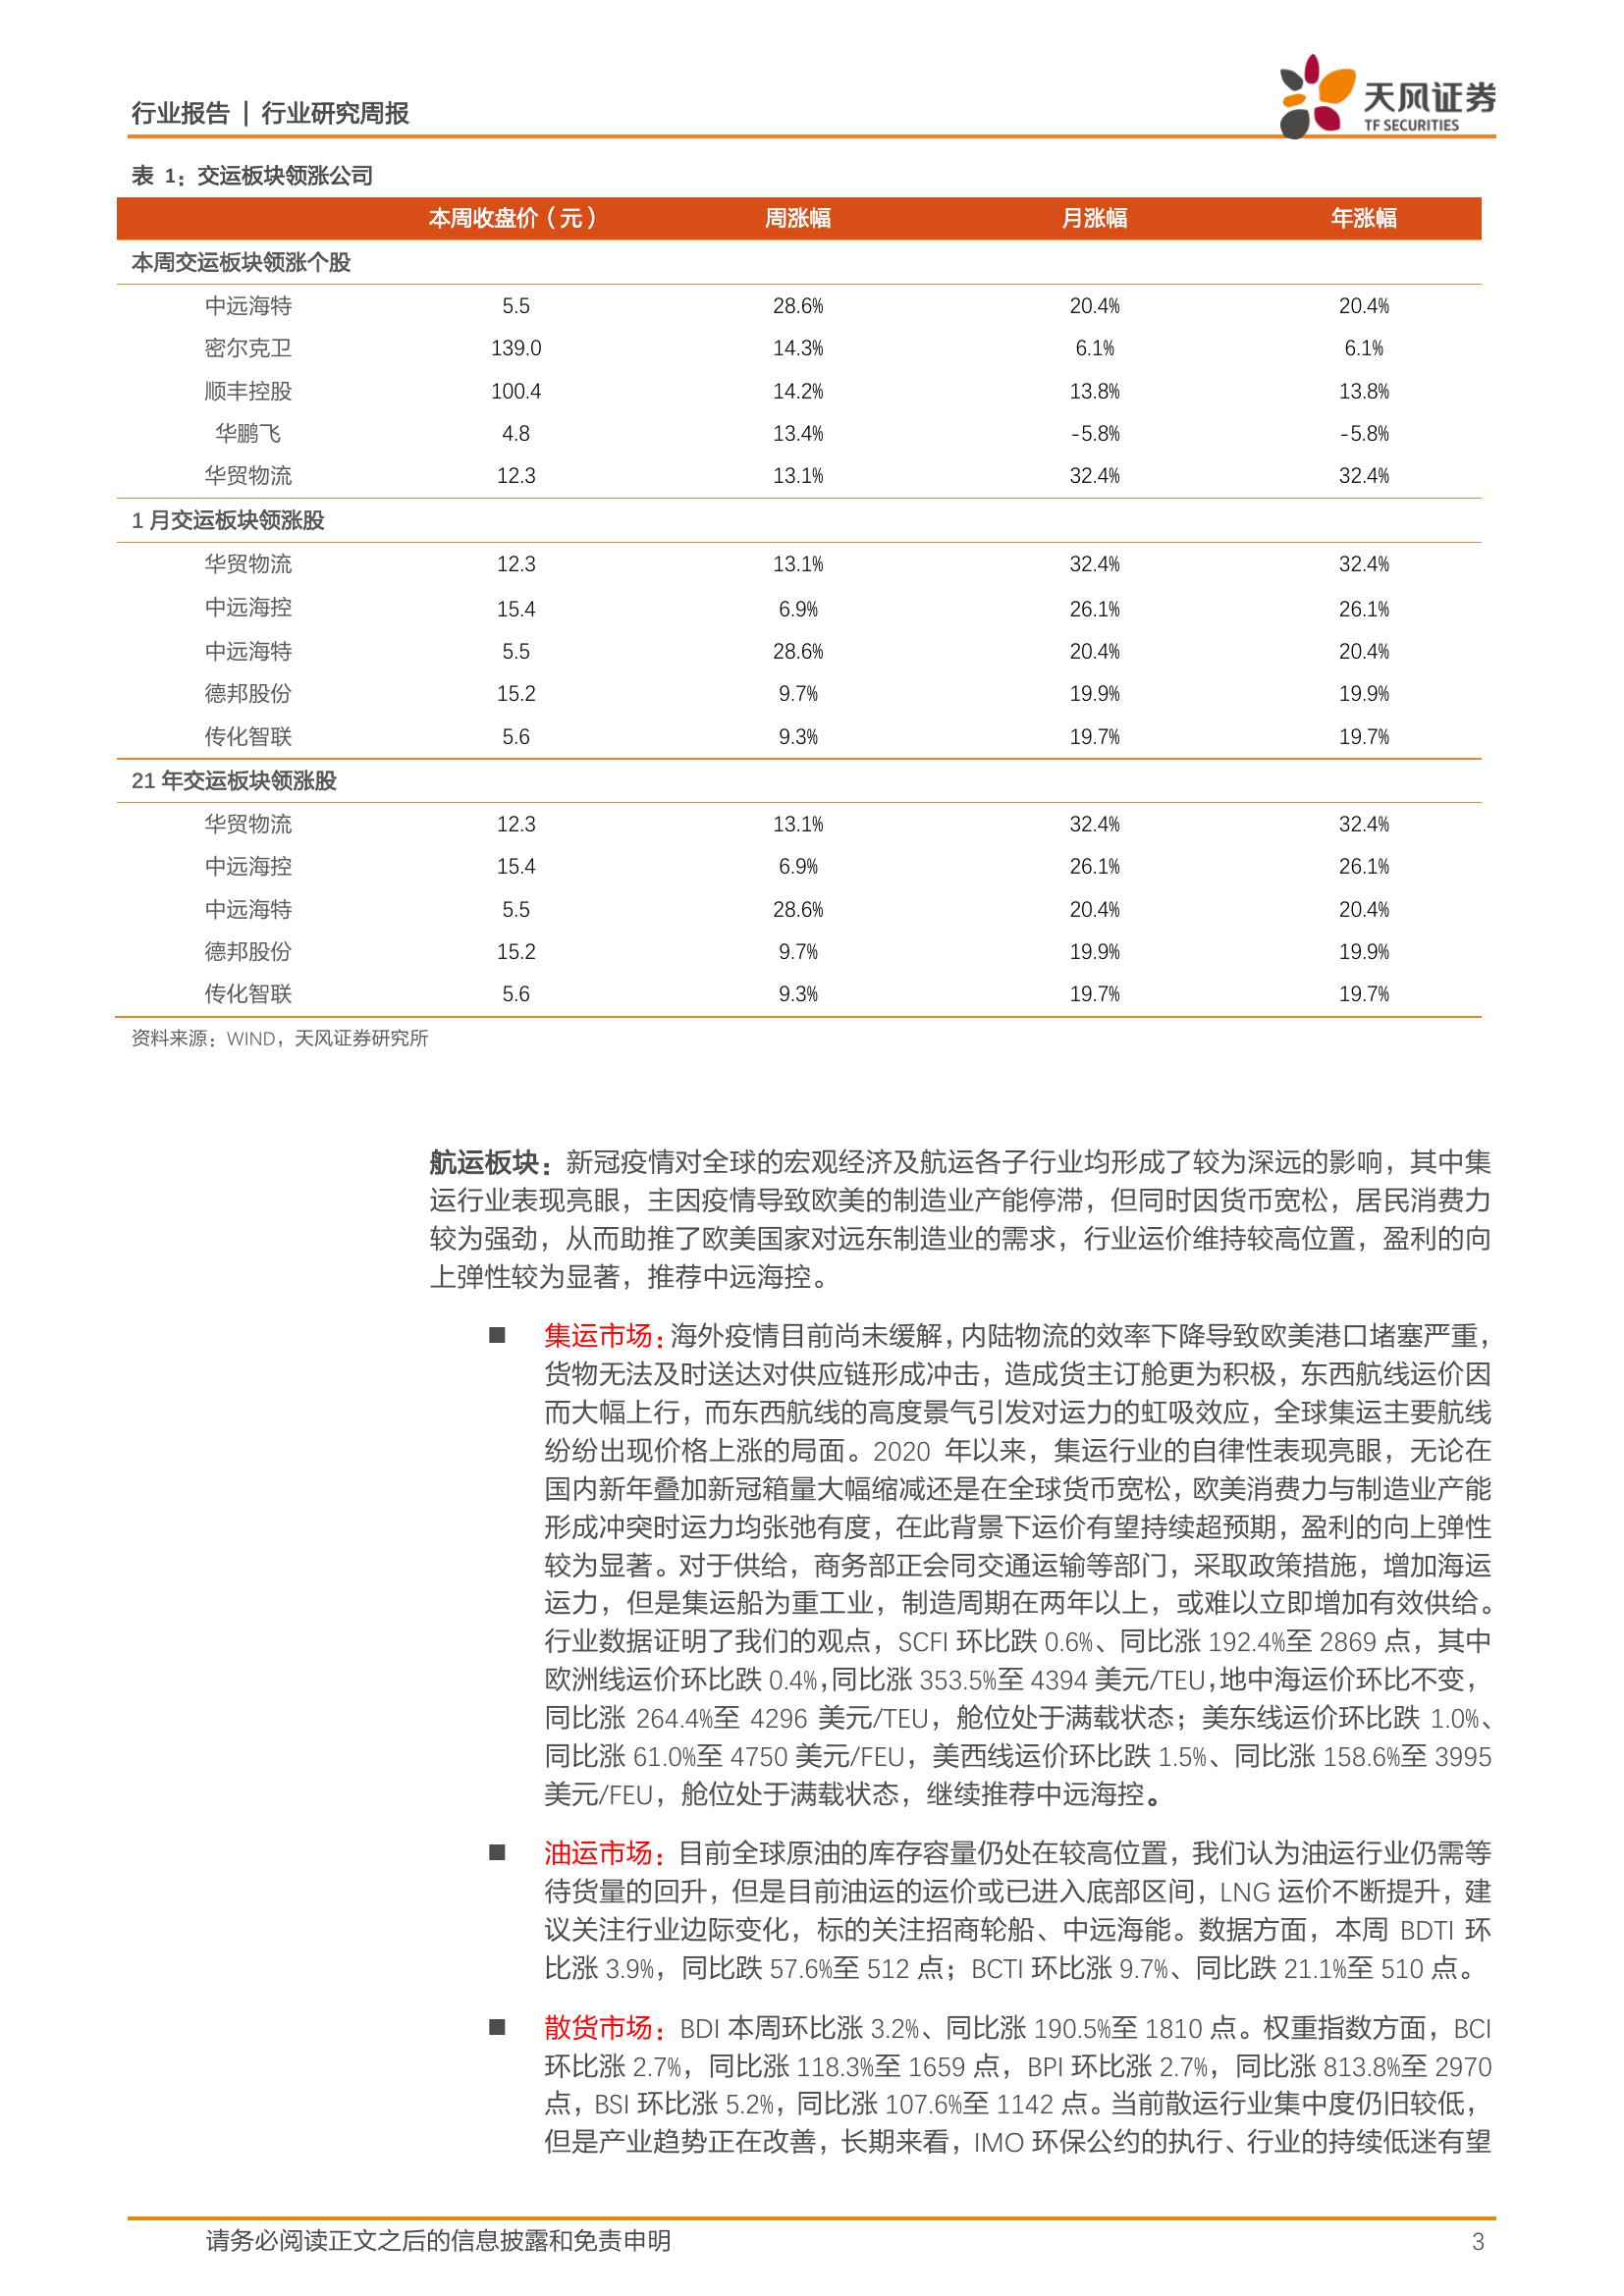 行业报告 | 行业研究周报
天风证券
TF SECURITIES
表 1：交运板块领涨公司
本周收盘价（元） 周涨幅 月涨幅 年涨幅
本周交运板块领涨个股
中远海特 5.5 28.6% 20.4% 20.4%
密尔克卫 139.0 14.3% 6.1% 6.1%
顺丰控股 100.4 14.2% 13.8% 13.8%
华鹏飞 4.8 13.4% -5.8% -5.8%
华贸物流 12.3 13.1% 32.4% 32.4%
1 月交运板块领涨股
华贸物流 12.3 13.1% 32.4% 32.4%
中远海控 15.4 6.9% 26.1% 26.1%
中远海特 5.5 28.6% 20.4% 20.4%
德邦股份 15.2 9.7% 19.9% 19.9%
传化智联 5.6 9.3% 19.7% 19.7%
21 年交运板块领涨股
华贸物流 12.3 13.1% 32.4% 32.4%
中远海控 15.4 6.9% 26.1% 26.1%
中远海特 5.5 28.6% 20.4% 20.4%
德邦股份 15.2 9.7% 19.9% 19.9%
传化智联 5.6 9.3% 19.7% 19.7%
资料来源：WIND，天风证券研究所
航运板块：新冠疫情对全球的宏观经济及航运各子行业均形成了较为深远的影响，其中集
运行业表现亮眼，主因疫情导致欧美的制造业产能停滞，但同时因货币宽松，居民消费力
较为强劲，从而助推了欧美国家对远东制造业的需求，行业运价维持较高位置，盈利的向
上弹性较为显著，推荐中远海控。
■ 集运市场：海外疫情目前尚未缓解，内陆物流的效率下降导致欧美港口堵塞严重，
货物无法及时送达对供应链形成冲击，造成货主订舱更为积极，东西航线运价因
而大幅上行，而东西航线的高度景气引发对运力的虹吸效应，全球集运主要航线
纷纷出现价格上涨的局面。2020 年以来，集运行业的自律性表现亮眼，无论在
国内新年叠加新冠箱量大幅缩减还是在全球货币宽松，欧美消费力与制造业产能
形成冲突时运力均张弛有度，在此背景下运价有望持续超预期，盈利的向上弹性
较为显著。对于供给，商务部正会同交通运输等部门，采取政策措施，增加海运
运力，但是集运船为重工业，制造周期在两年以上，或难以立即增加有效供给。
行业数据证明了我们的观点，SCFI 环比跌 0.6%、同比涨 192.4%至 2869 点，其中
欧洲线运价环比跌 0.4%，同比涨 353.5%至 4394 美元/TEU，地中海运价环比不变，
同比涨 264.4%至 4296 美元/TEU，舱位处于满载状态；美东线运价环比跌 1.0%、
同比涨 61.0%至 4750 美元/FEU，美西线运价环比跌 1.5%、同比涨 158.6%至 3995
美元/FEU，舱位处于满载状态，继续推荐中远海控。
■ 油运市场：目前全球原油的库存容量仍处在较高位置，我们认为油运行业仍需等
待货量的回升，但是目前油运的运价或已进入底部区间，LNG 运价不断提升，建
议关注行业边际变化，标的关注招商轮船、中远海能。数据方面，本周 BDTI 环
比涨 3.9%，同比跌 57.6%至 512 点；BCTI 环比涨 9.7%、同比跌 21.1%至 510 点。
■ 散货市场：BDI 本周环比涨 3.2%、同比涨 190.5%至 1810 点。权重指数方面，BCI
环比涨 2.7%，同比涨 118.3%至 1659 点，BPI 环比涨 2.7%，同比涨 813.8%至 2970
点，BSI 环比涨 5.2%，同比涨 107.6%至 1142 点。当前散运行业集中度仍旧较低，
但是产业趋势正在改善，长期来看，IMO 环保公约的执行、行业的持续低迷有望
请务必阅读正文之后的信息披露和免责申明 3